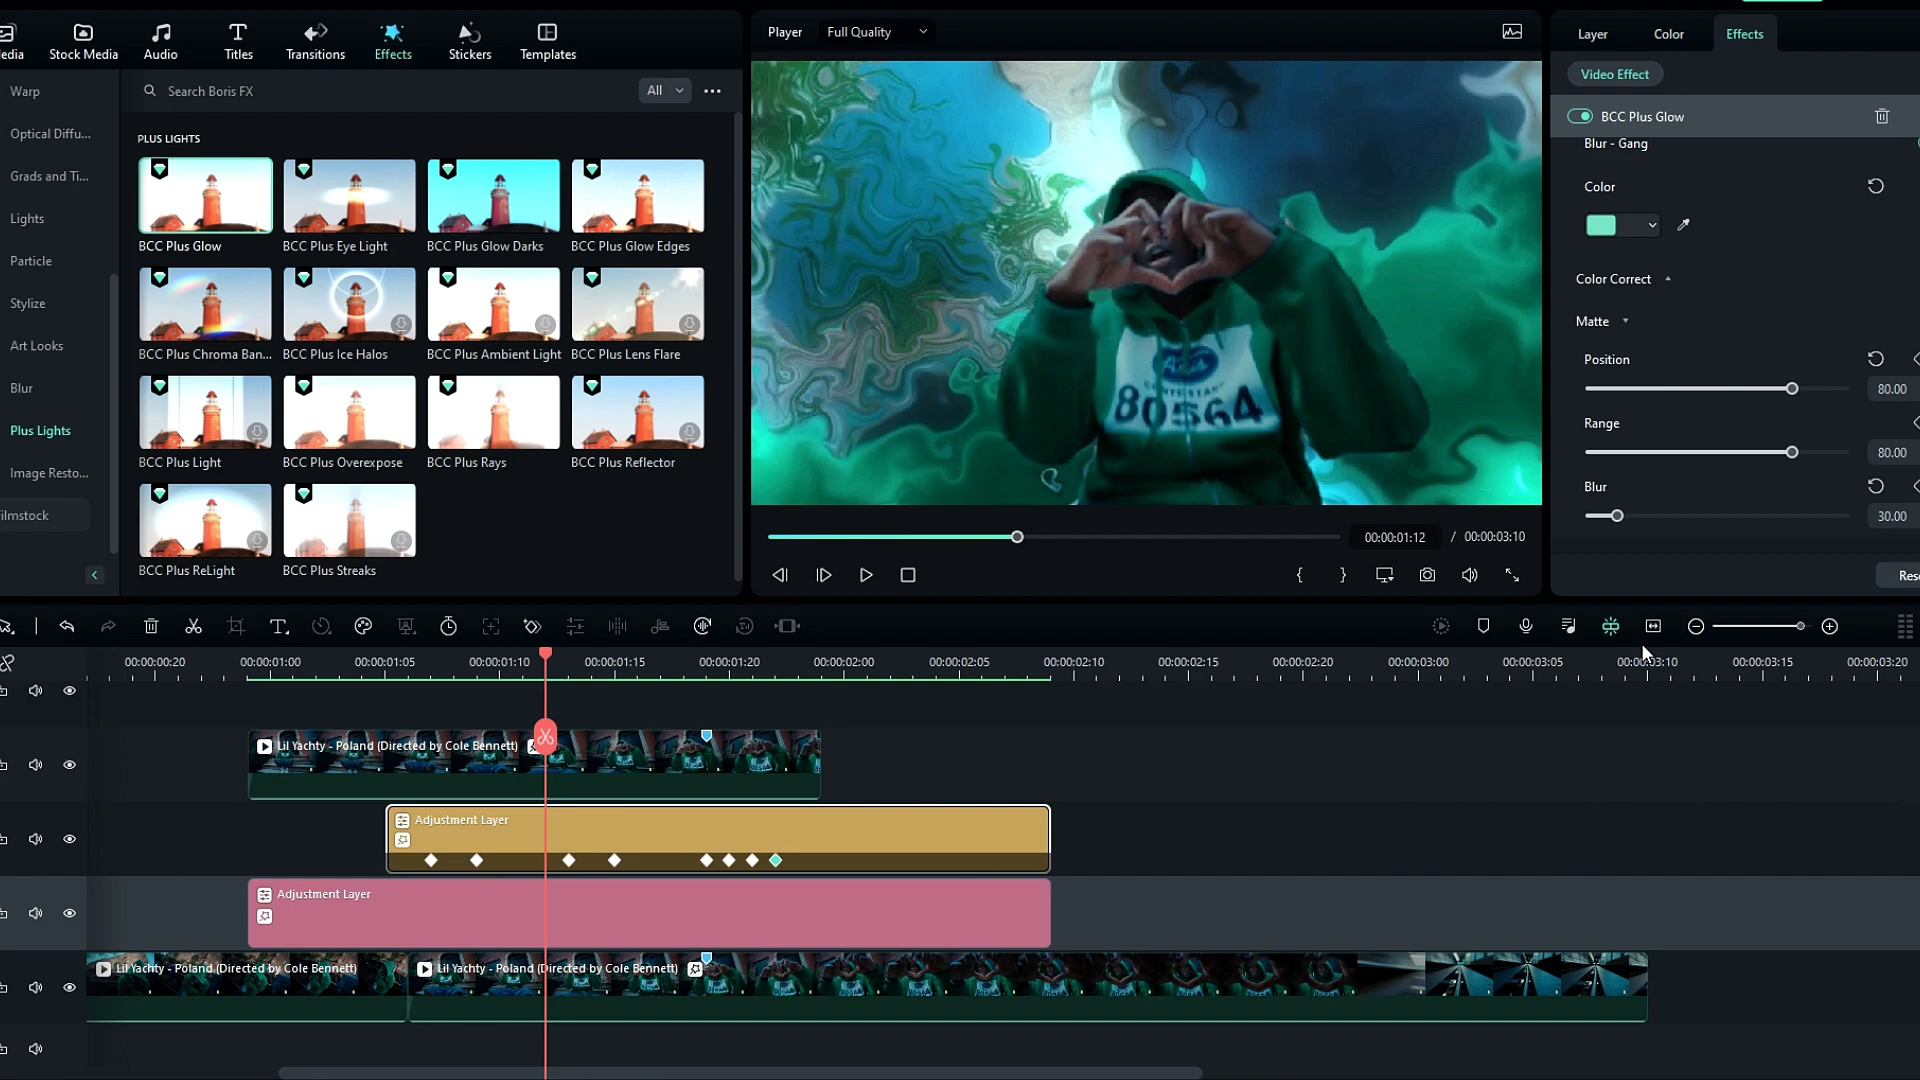 edia
Stock Media
Audio
Titles
Transitions
Effects
Stickers
Templates
Player
Full Quality
Layer
Color
Effects
Warp
Optical Diffu...
Grads and Ti...
Lights
Particle
Stylize
Art Looks
Blur
Plus Lights
Image Resto...
ilmstock
Search Boris FX
All
PLUS LIGHTS
BCC Plus Glow
BCC Plus Eye Light
BCC Plus Glow Darks
BCC Plus Glow Edges
BCC Plus Chroma Ban...
BCC Plus Ice Halos
BCC Plus Ambient Light
BCC Plus Lens Flare
BCC Plus Light
BCC Plus Overexpose
BCC Plus Rays
BCC Plus Reflector
BCC Plus ReLight
BCC Plus Streaks
80564
00:00:01:12 / 00:00:03:10
Video Effect
BCC Plus Glow
Blur - Gang
Color
Color Correct
Matte
Position
80.00
Range
80.00
Blur
30.00
Rese
00:00:00:20
00:00:01:00
00:00:01:05
00:00:01:10
00:00:01:15
00:00:01:20
00:00:02:00
00:00:02:05
00:00:02:10
00:00:02:15
00:00:02:20
00:00:03:00
00:00:03:05
00:00:03:10
00:00:03:15
00:00:03:20
Lil Yachty - Poland (Directed by Cole Bennett)
Adjustment Layer
Adjustment Layer
Lil Yachty - Poland (Directed by Cole Bennett)
Lil Yachty - Poland (Directed by Cole Bennett)